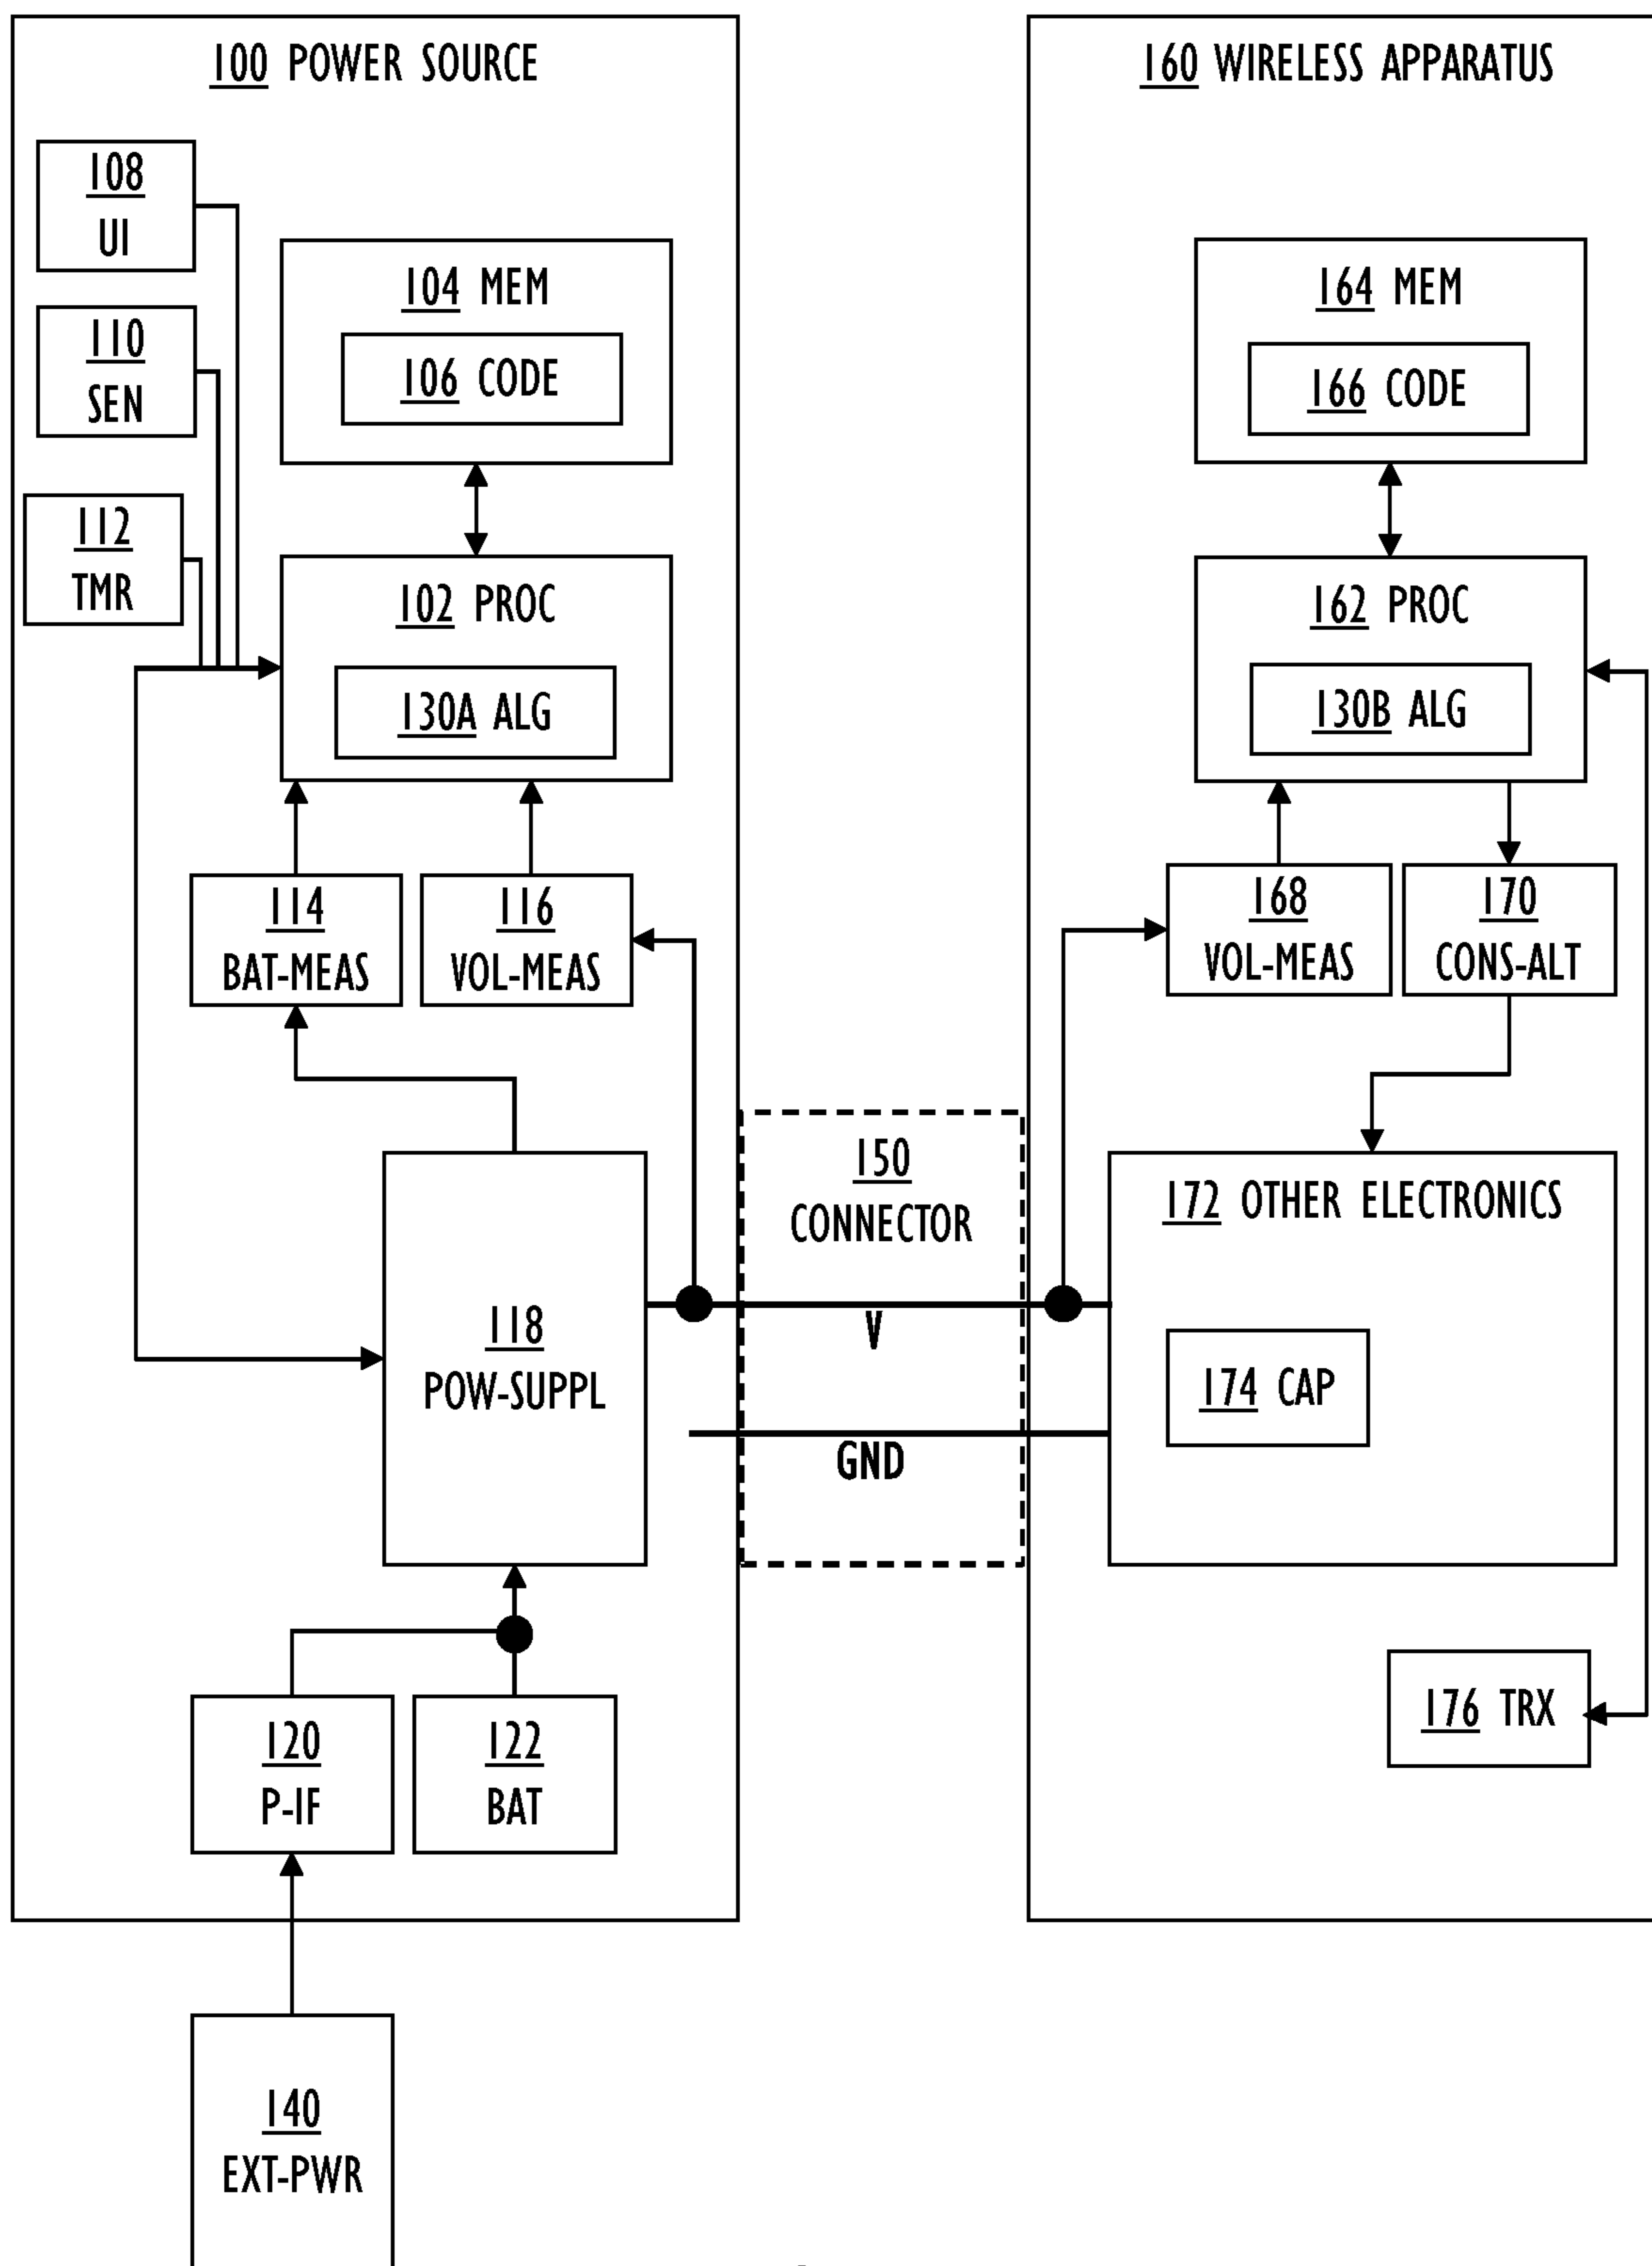 100 POWER SOURCE
108
UI
104 MEM
106 CODE
110
SEN
112
TMR
102 PROC
130A ALG
114
BAT-MEAS
116
VOL-MEAS
118
POW-SUPPL
120
P-IF
122
BAT
140
EXT-PWR
150
CONNECTOR
V
GND
160 WIRELESS APPARATUS
164 MEM
166 CODE
162 PROC
130B ALG
168
VOL-MEAS
170
CONS-ALT
172 OTHER ELECTRONICS
174 CAP
176 TRX